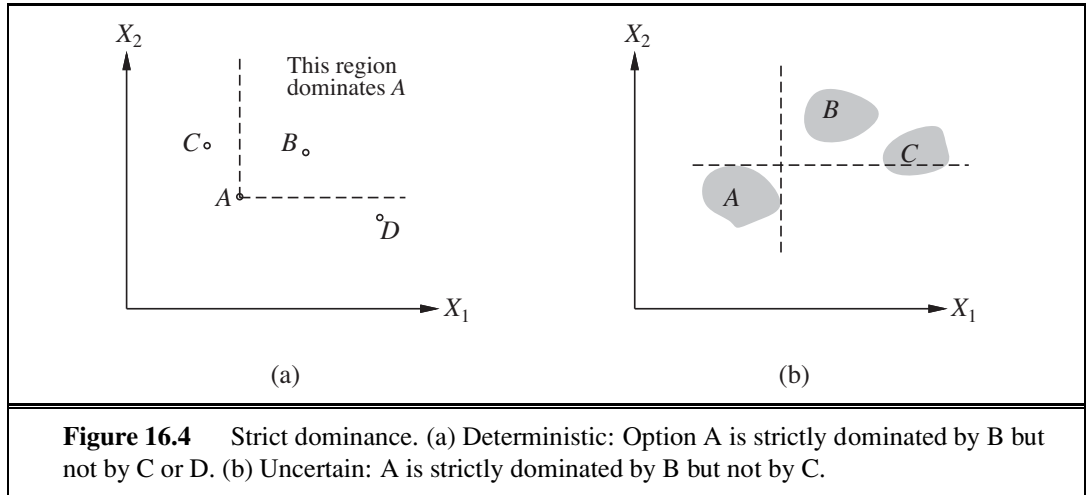 X2
This region
dominates A
C
B
A
D
X1
(a)
X2
B
C
A
X1
(b)
Figure 16.4 Strict dominance. (a) Deterministic: Option A is strictly dominated by B but
not by C or D. (b) Uncertain: A is strictly dominated by B but not by C.